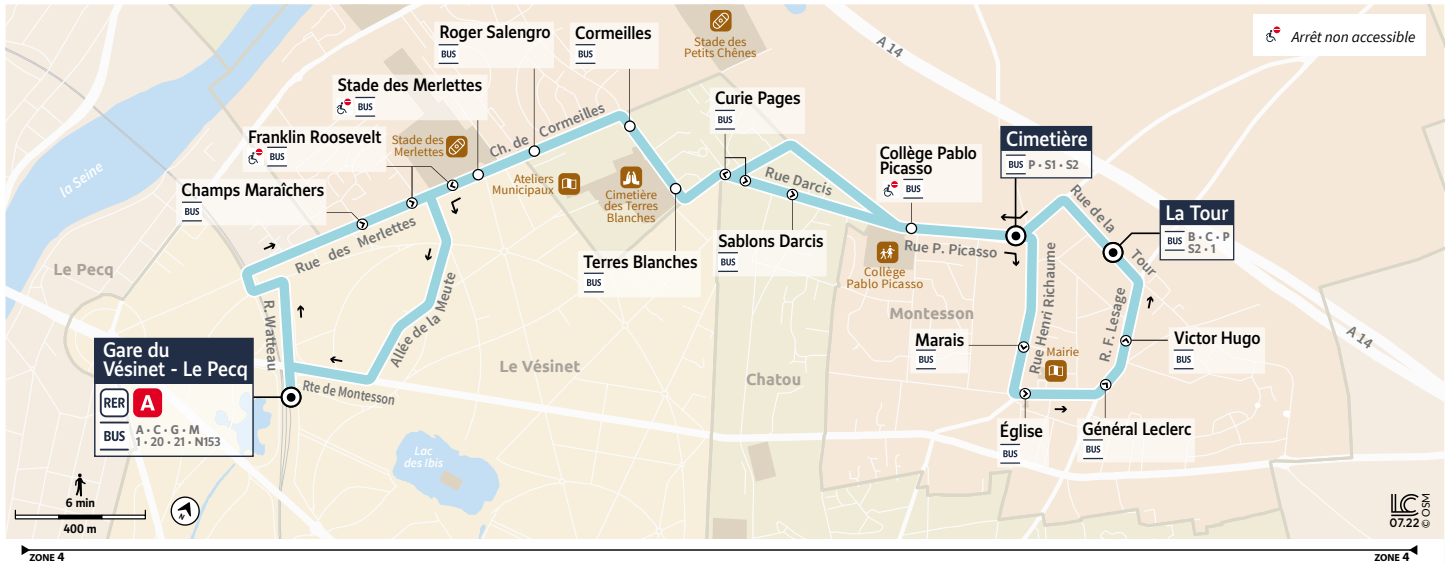 Roger Salengro
BUS
Cormeilles
BUS
Stade des
Petits Chênes
A 14
Arrêt non accessible
Stade des Merlettes
BUS
Curie Pages
BUS
Franklin Roosevelt
BUS
Stade des
Merlettes
Ch. de Cormeilles
Cimetière
BUS P • S1 • S2
Collège Pablo
Picasso
BUS
la Seine
Champs Maraîchers
BUS
Ateliers
Municipaux
Cimetière
des Terres
Blanches
Rue Darcis
Rue de la
Tour
La Tour
BUS B • C • P
S2 • 1
Rue des Merlettes
Terres Blanches
BUS
Sablons Darcis
BUS
Rue P. Picasso
Collège
Pablo Picasso
Le Pecq
Allée de la Meute
Montesson
Rue Henri Richaume
R. F. Lesage
A 14
R. Watteau
Marais
BUS
Mairie
Victor Hugo
BUS
Gare du
Vésinet - Le Pecq
RER A
BUS A • C • G • M
1 • 20 • 21 • N153
Le Vésinet
Chatou
Rte de Montesson
Église
BUS
Général Leclerc
BUS
Lac
des Ibis
6 min
400 m
N
LC
07.22
© OSM
ZONE 4
ZONE 4